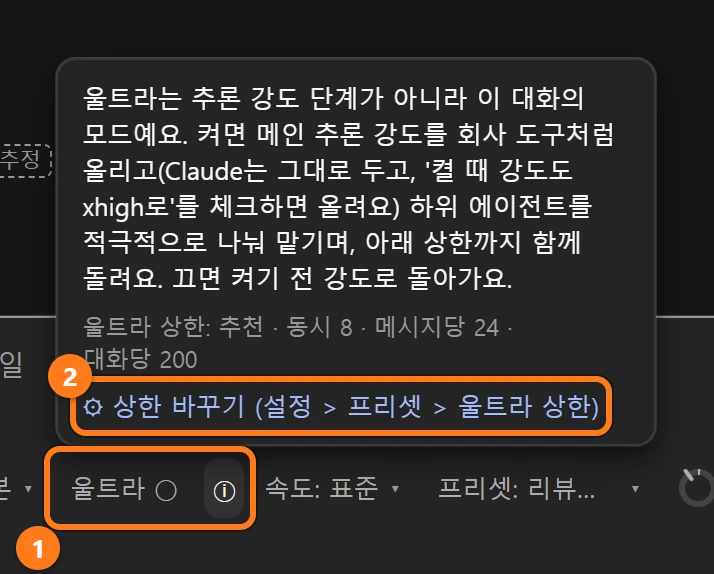 울트라는 추론 강도 단계가 아니라 이 대화의
모드예요. 켜면 메인 추론 강도를 회사 도구처럼
올리고(Claude는 그대로 두고, '켤 때 강도도
xhigh로'를 체크하면 올려요) 하위 에이전트를
적극적으로 나눠 맡기며, 아래 상한까지 함께
돌려요. 끄면 켜기 전 강도로 돌아가요.
추정
울트라 상한: 추천 · 동시 8 · 메시지당 24 ·
대화당 200
일
2
상한 바꾸기 (설정 > 프리셋 > 울트라 상한)
본 울트라 속도: 표준 프리셋: 리뷰...
1